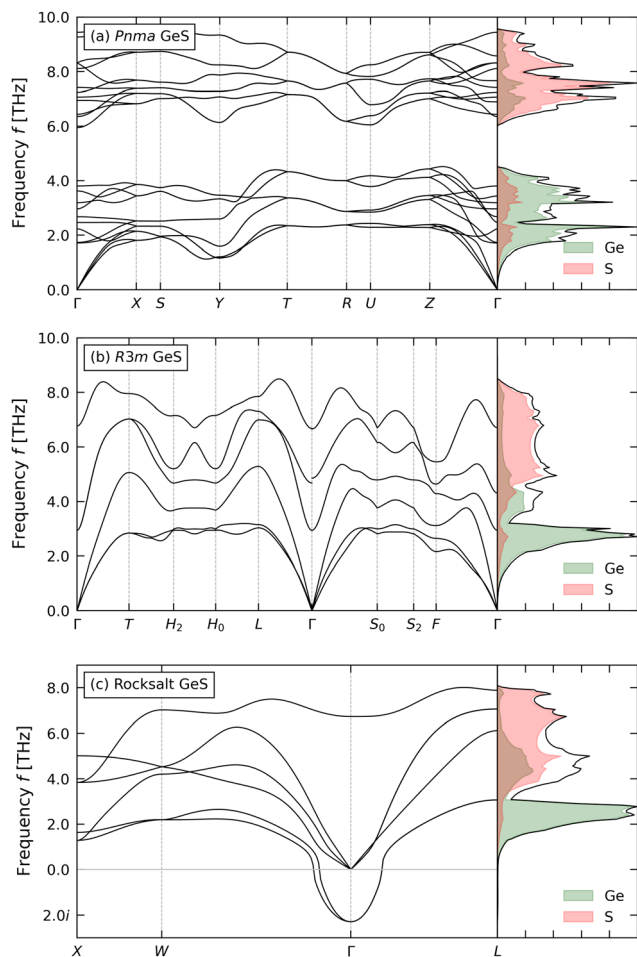 (a) Pnma GeS
Frequency f [THz]
10.0
8.0
6.0
4.0
2.0
0.0
Γ X S Y T R U Z Γ
Ge
S
(b) R3m GeS
Frequency f [THz]
10.0
8.0
6.0
4.0
2.0
0.0
Γ T H₂ H₀ L Γ S₀ S₂ F Γ
Ge
S
(c) Rocksalt GeS
Frequency f [THz]
8.0
6.0
4.0
2.0
0.0
2.0i
X W Γ L
Ge
S